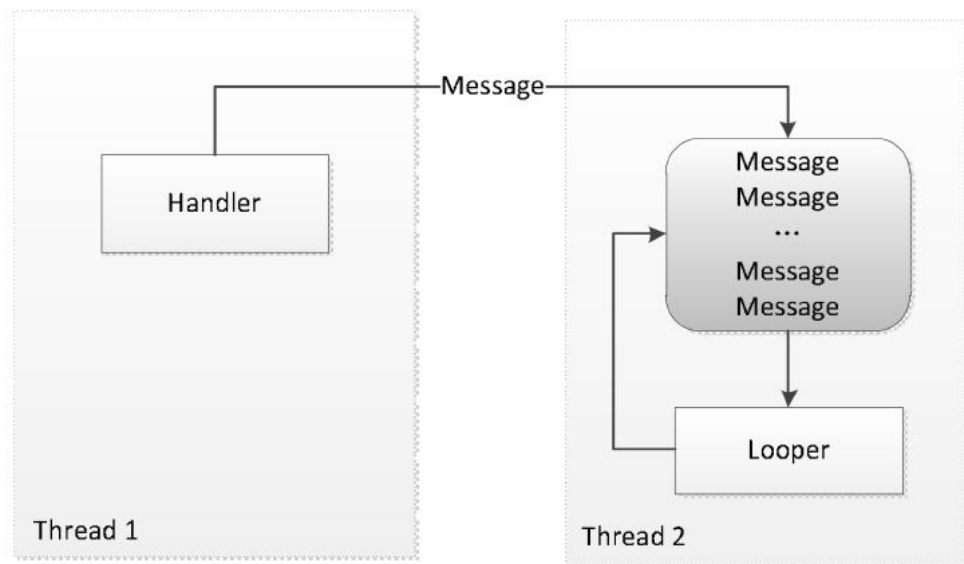 Message
Handler
Message
Message
...
Message
Message
Looper
Thread 1
Thread 2